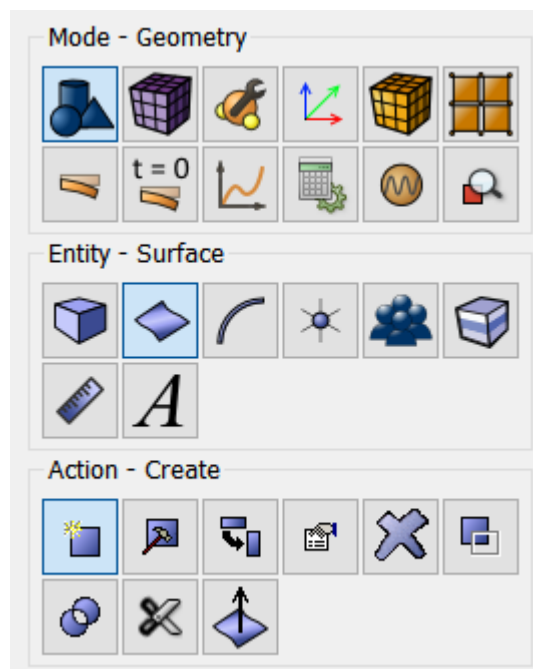 Mode - Geometry
t = 0
Entity - Surface
A
Action - Create